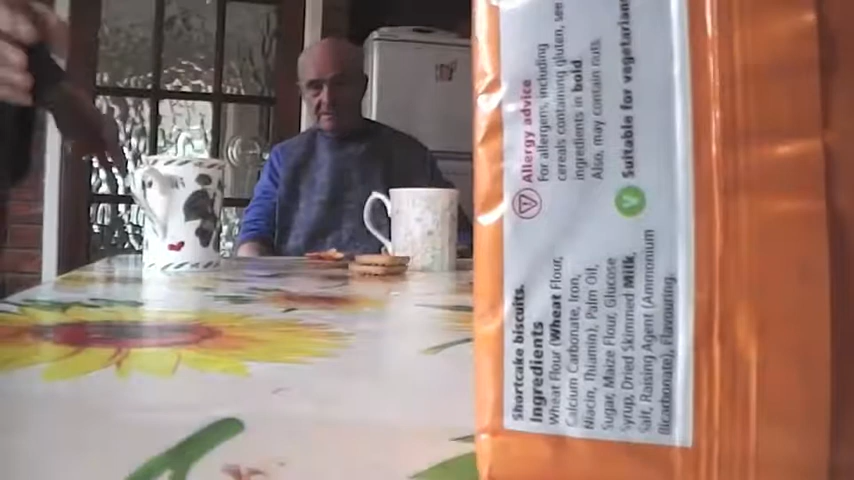 Shortcake biscuits.
Ingredients
Wheat Flour (Wheat Flour,
Calcium Carbonate, Iron,
Niacin, Thiamin), Palm Oil,
Sugar, Maize Flour, Glucose
Syrup, Dried Skimmed Milk,
Salt, Raising Agent (Ammonium
Bicarbonate), Flavouring.
Allergy advice
for allergens, including
cereals containing gluten, see
ingredients in bold.
Also, may contain nuts.
V suitable for vegetarians